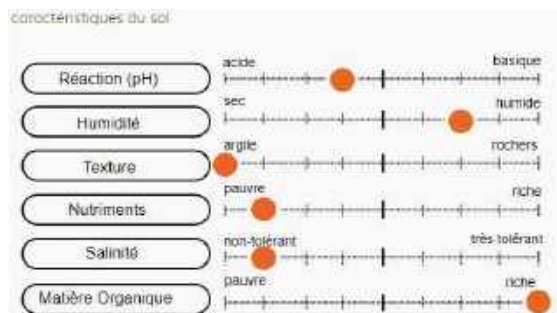 caroctéristiques du sol
acide basique
Réaction (pH)
sec humide
Humidité
argile rochers
Texture
pauvre riche
Nutriments
non-tolérant très tolérant
Salinité
pauvre riche
Matière Organique